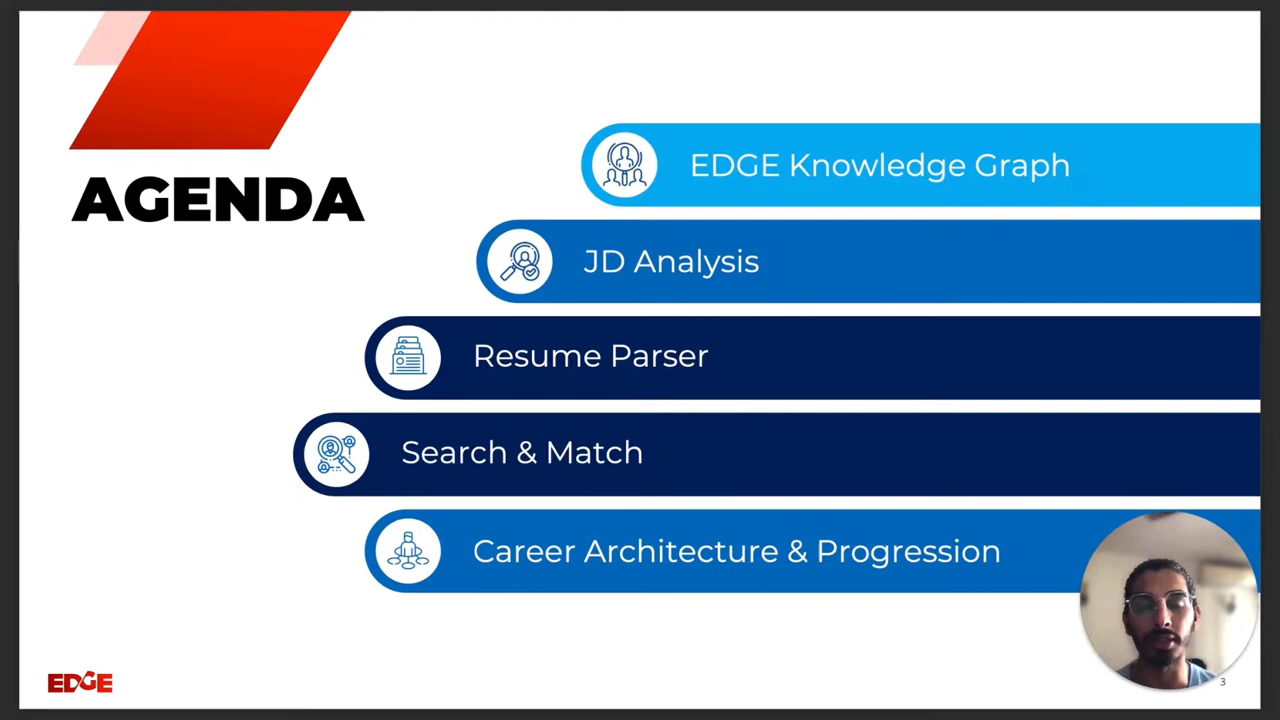 AGENDA
EDGE Knowledge Graph
JD Analysis
Resume Parser
Search & Match
Career Architecture & Progression
EDGE
3